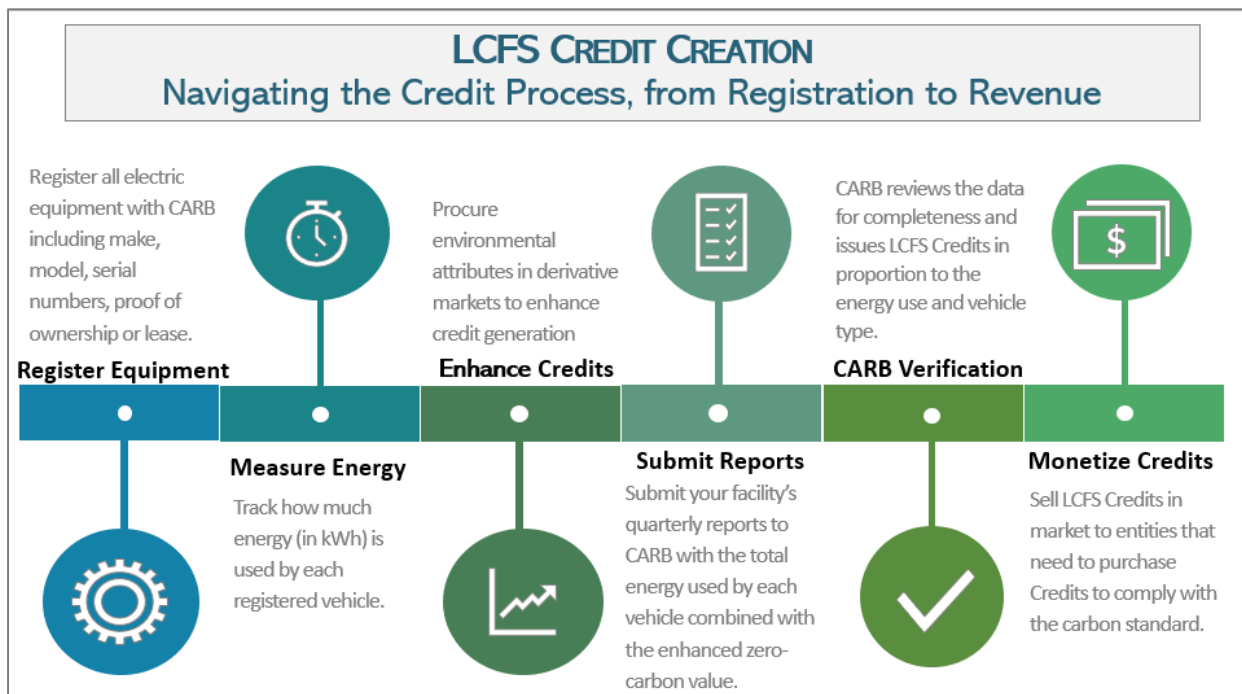 LCFS CREDIT CREATION
Navigating the Credit Process, from Registration to Revenue
Register all electric
equipment with CARB
including make,
model, serial
numbers, proof of
ownership or lease.
Register Equipment
Measure Energy
Track how much
energy (in kWh) is
used by each
registered vehicle.
Procure
environmental
attributes in derivative
markets to enhance
credit generation
Enhance Credits
Submit Reports
Submit your facility's
quarterly reports to
CARB with the total
energy used by each
vehicle combined with
the enhanced zero-
carbon value.
CARB reviews the data
for completeness and
issues LCFS Credits in
proportion to the
energy use and vehicle
type.
CARB Verification
$
Monetize Credits
Sell LCFS Credits in
market to entities that
need to purchase
Credits to comply with
the carbon standard.